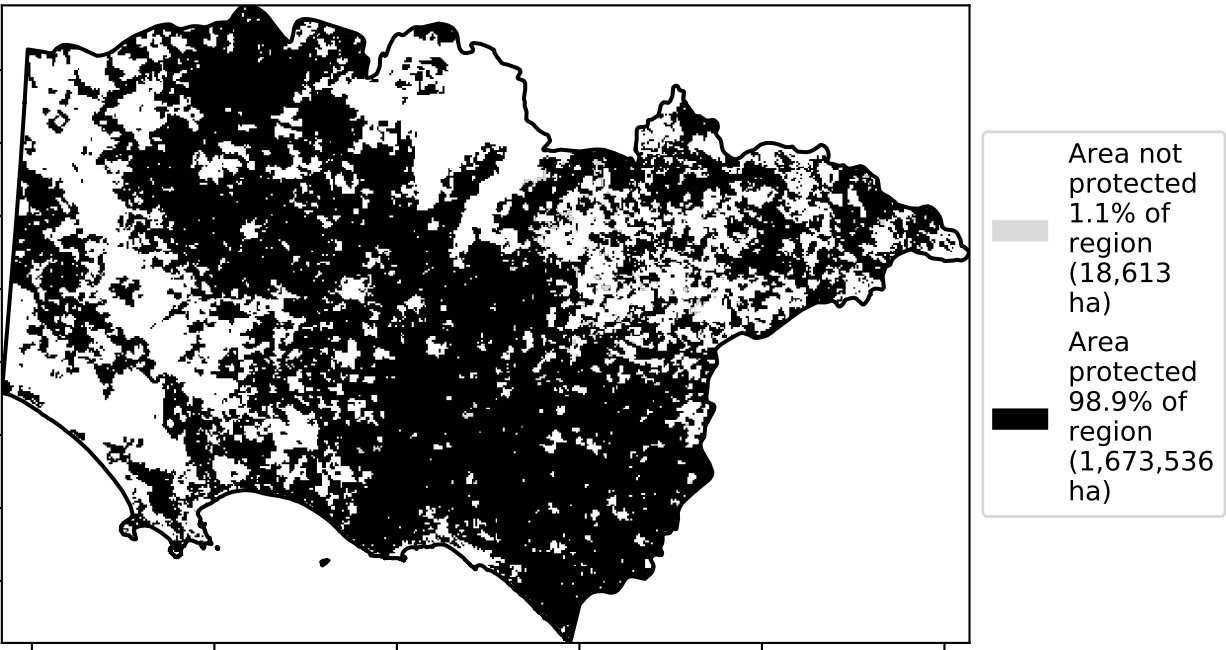 Area not
protected
1.1% of
region
(18,613
ha)
Area
protected
98.9% of
region
(1,673,536
ha)